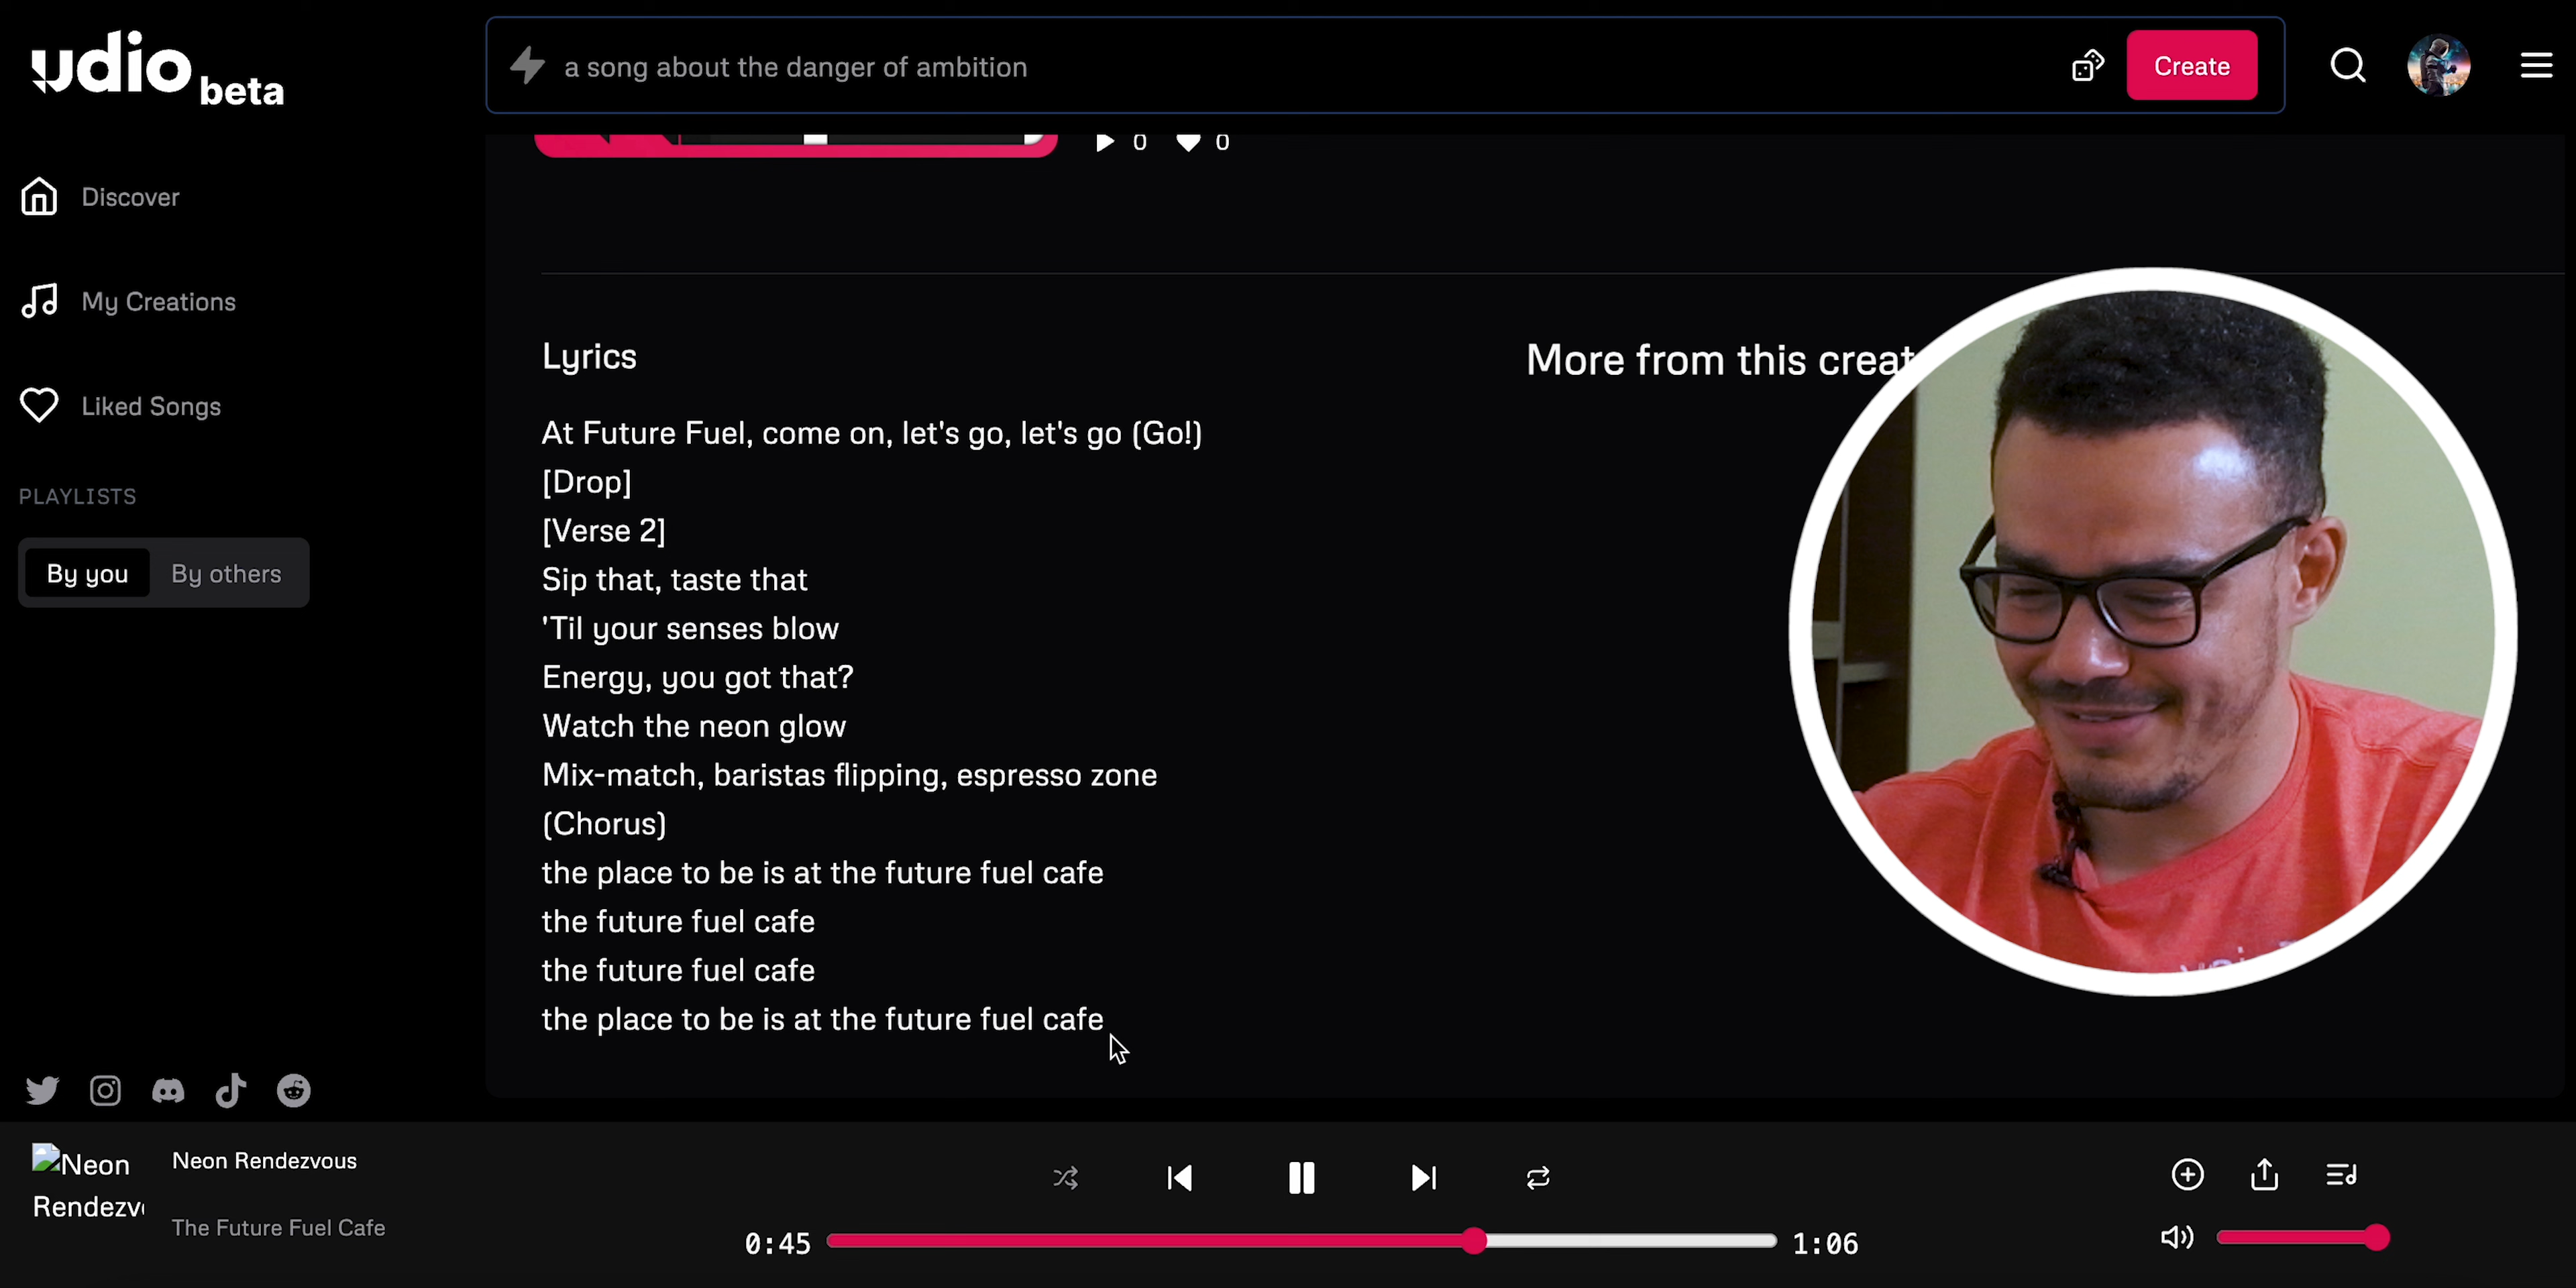 udio beta
a song about the danger of ambition
Create
0 0
Discover
My Creations
Liked Songs
PLAYLISTS
By you By others
Lyrics
At Future Fuel, come on, let's go, let's go (Go!)
[Drop]
[Verse 2]
Sip that, taste that
'Til your senses blow
Energy, you got that?
Watch the neon glow
Mix-match, baristas flipping, espresso zone
(Chorus)
the place to be is at the future fuel cafe
the future fuel cafe
the future fuel cafe
the place to be is at the future fuel cafe
More from this creat
Neon
Rendezv
Neon Rendezvous
The Future Fuel Cafe
0:45
1:06